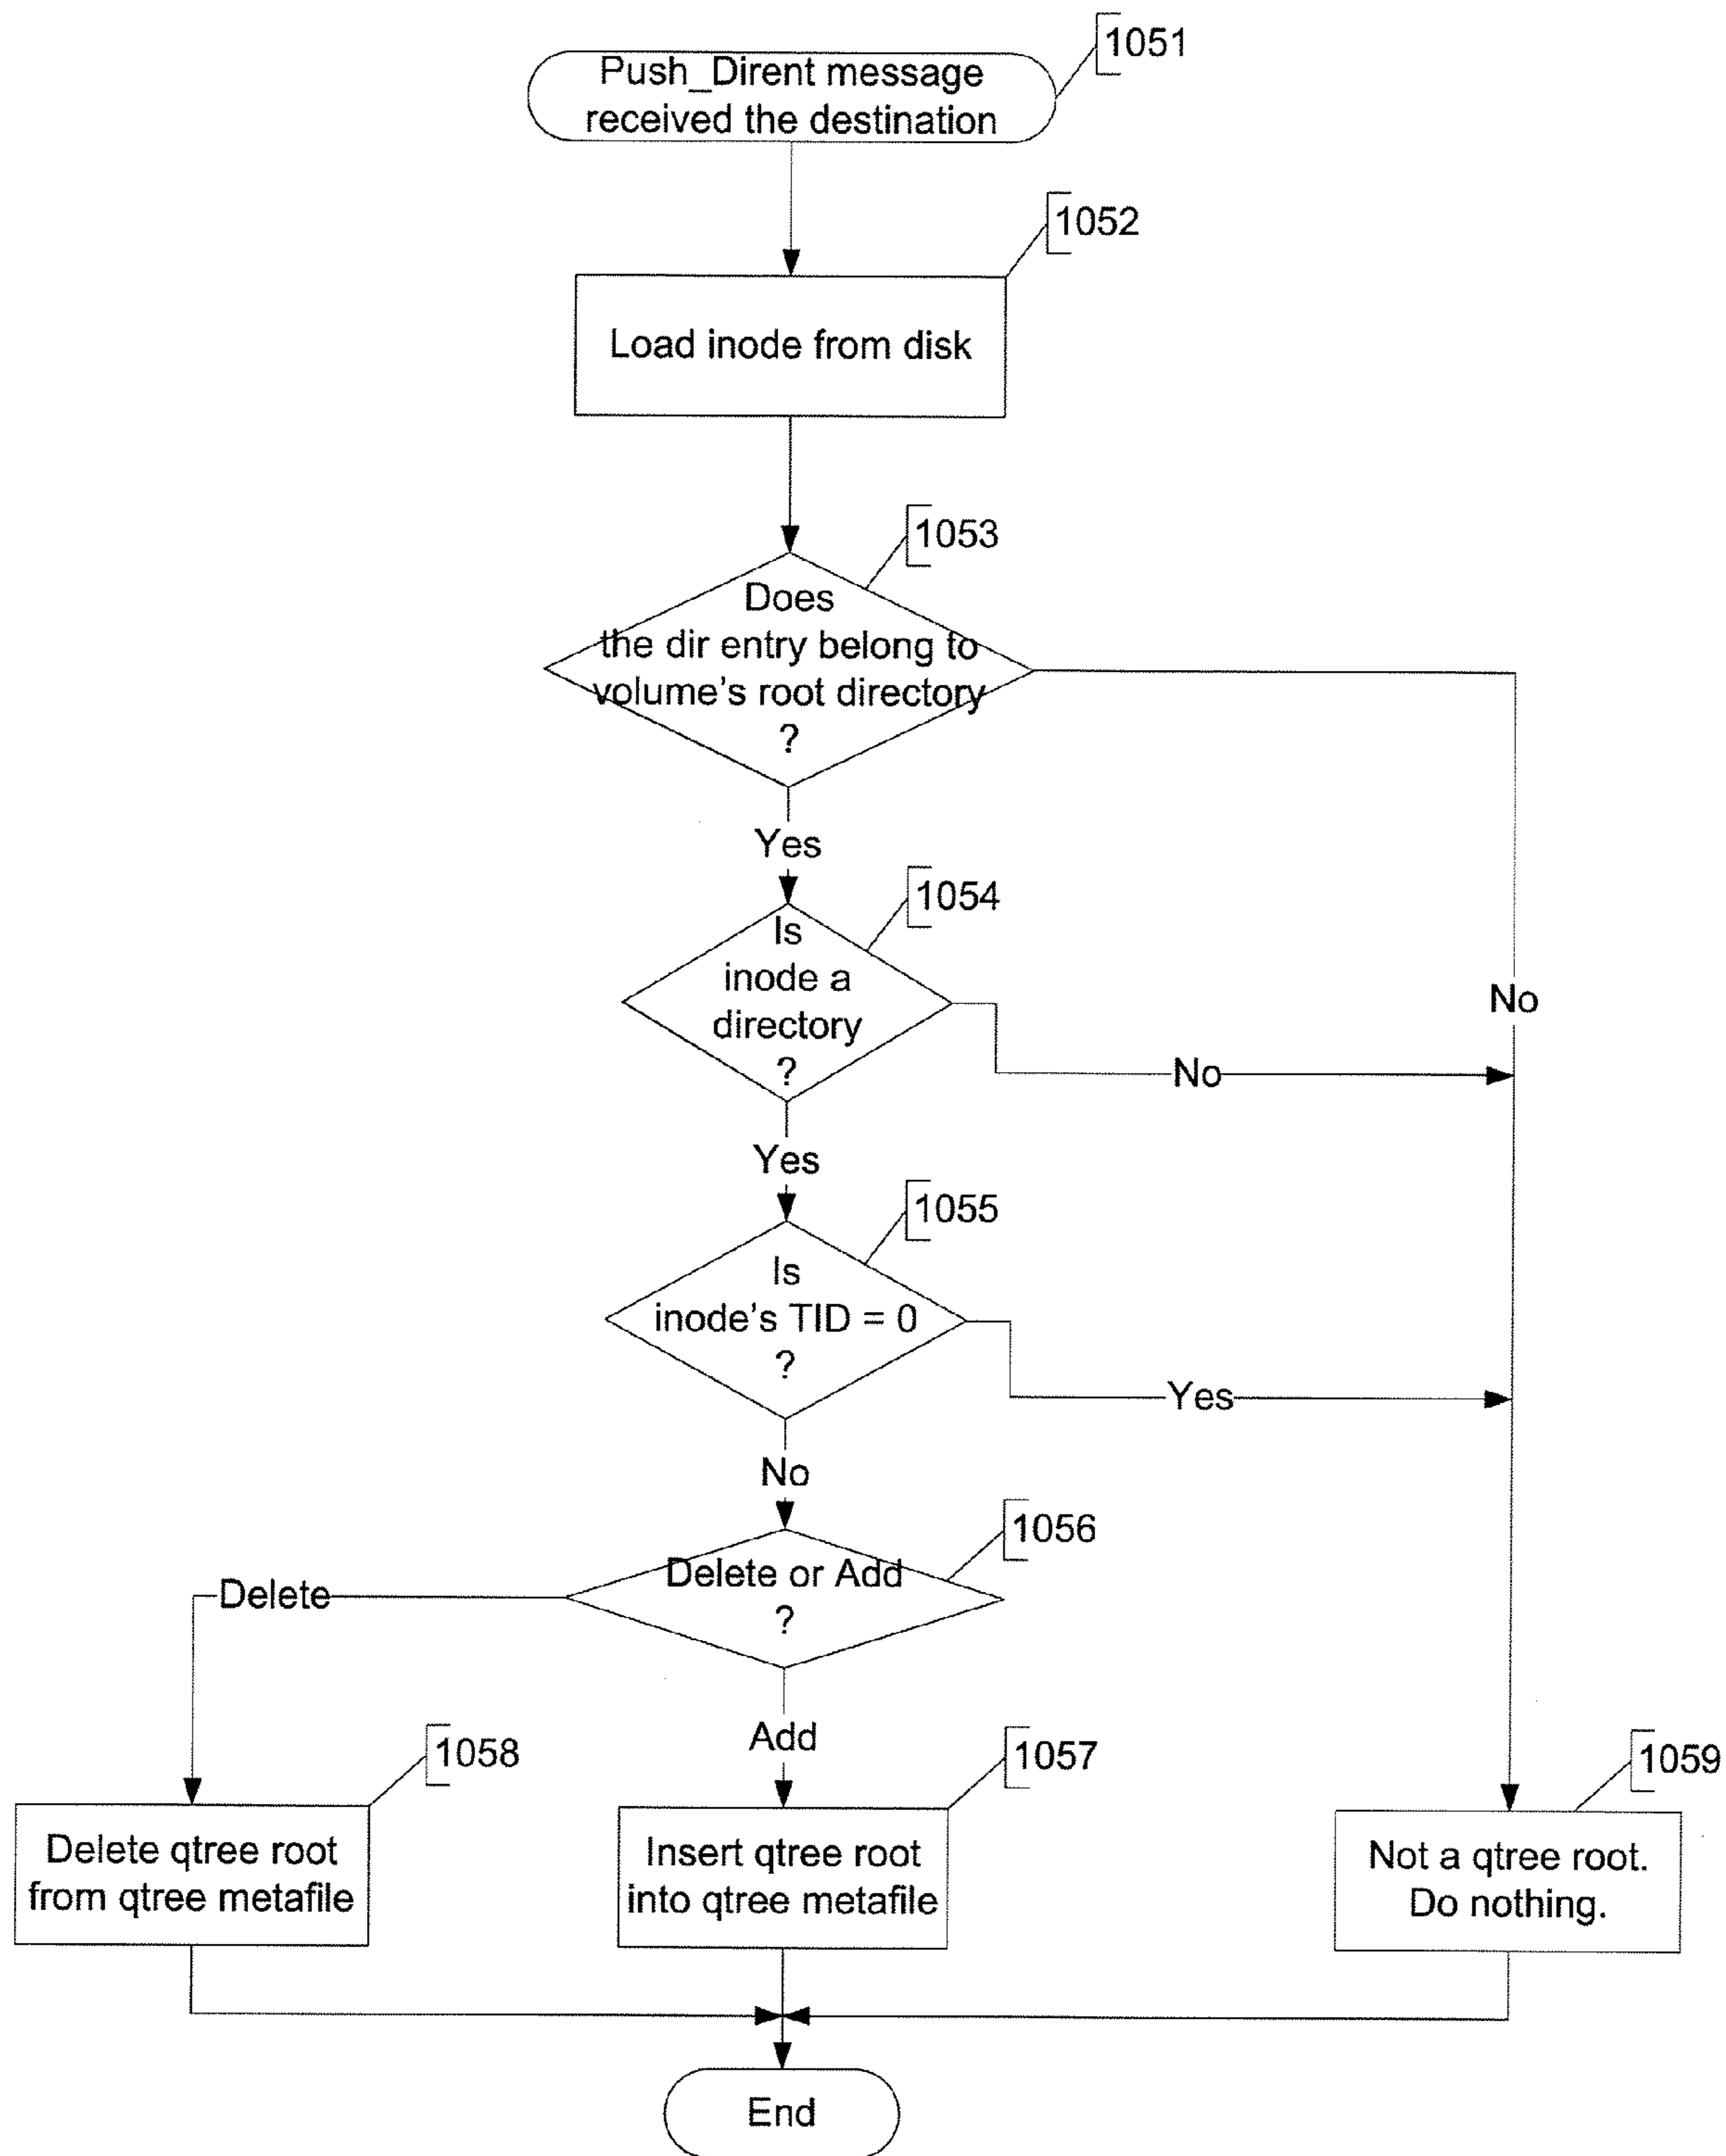 1051
Push_Dirent message
received the destination
1052
Load inode from disk
1053
Does
the dir entry belong to
volume's root directory
?
Yes
1054
Is
inode a
directory
?
No
No
Yes
1055
Is
inode's TID = 0
?
Yes
No
1056
Delete or Add
?
Delete
Add
1058
1057
1059
Delete qtree root
from qtree metafile
Insert qtree root
into qtree metafile
Not a qtree root.
Do nothing.
End